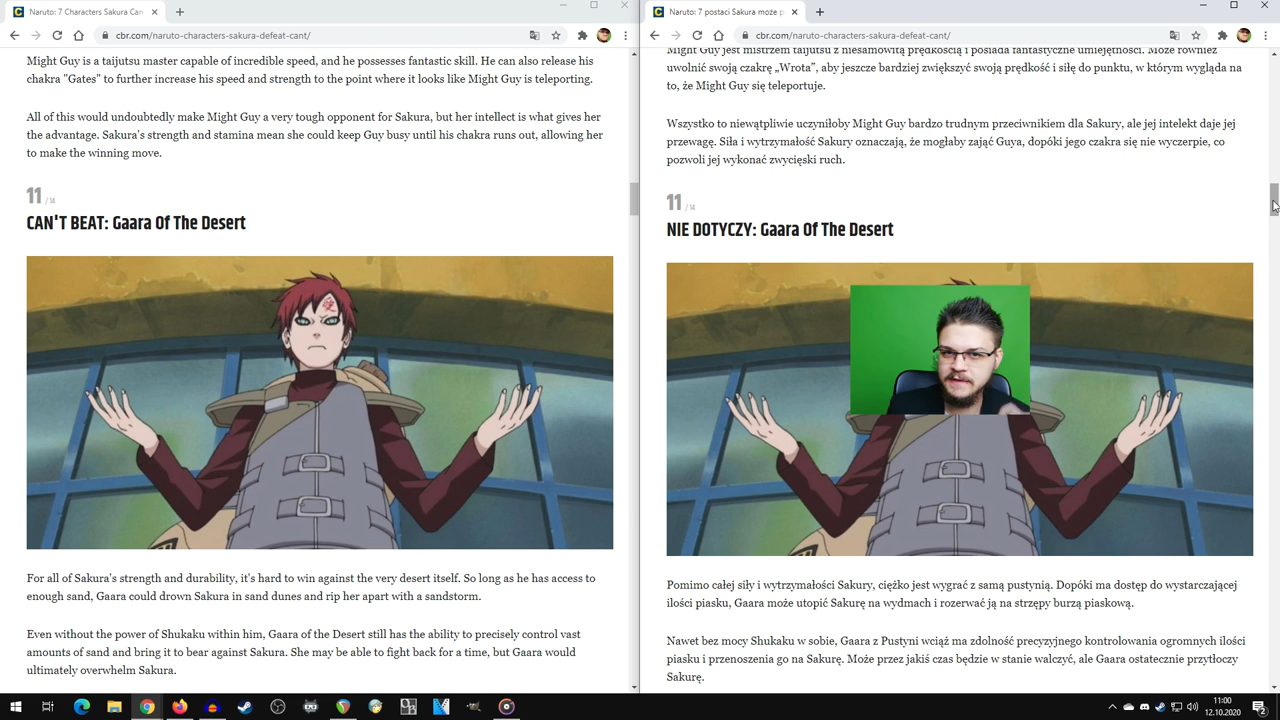 Naruto: 7 Characters Sakura Can
cbr.com/naruto-characters-sakura-defeat-cant/
Might Guy is a taijutsu master capable of incredible speed, and he possesses fantastic skill. He can also release his
chakra "Gates" to further increase his speed and strength to the point where it looks like Might Guy is teleporting.
All of this would undoubtedly make Might Guy a very tough opponent for Sakura, but her intellect is what gives her
the advantage. Sakura's strength and stamina mean she could keep Guy busy until his chakra runs out, allowing her
to make the winning move.
11 / 14
CAN'T BEAT: Gaara Of The Desert
For all of Sakura's strength and durability, it's hard to win against the very desert itself. So long as he has access to
enough sand, Gaara could drown Sakura in sand dunes and rip her apart with a sandstorm.
Even without the power of Shukaku within him, Gaara of the Desert still has the ability to precisely control vast
amounts of sand and bring it to bear against Sakura. She may be able to fight back for a time, but Gaara would
ultimately overwhelm Sakura.
Naruto: 7 postaci Sakura może p
cbr.com/naruto-characters-sakura-defeat-cant/
Might Guy jest mistrzem taijutsu z niesamowitą prędkością i posiada fantastyczne umiejętności. Może również
uwolnić swoją czakrę „Wrota”, aby jeszcze bardziej zwiększyć swoją prędkość i siłę do punktu, w którym wygląda na
to, że Might Guy się teleportuje.
Wszystko to niewątpliwie uczyniłoby Might Guy bardzo trudnym przeciwnikiem dla Sakury, ale jej intelekt daje jej
przewagę. Siła i wytrzymałość Sakury oznaczają, że mogłaby zająć Guya, dopóki jego czakra się nie wyczerpie, co
pozwoli jej wykonać zwycięski ruch.
11 / 14
NIE DOTYCZY: Gaara Of The Desert
Pomimo całej siły i wytrzymałości Sakury, ciężko jest wygrać z samą pustynią. Dopóki ma dostęp do wystarczającej
ilości piasku, Gaara może utopić Sakurę na wydmach i rozerwać ją na strzępy burzą piaskową.
Nawet bez mocy Shukaku w sobie, Gaara z Pustyni wciąż ma zdolność precyzyjnego kontrolowania ogromnych ilości
piasku i przenoszenia go na Sakurę. Może przez jakiś czas będzie w stanie walczyć, ale Gaara ostatecznie przytłoczy
Sakurę.
11:00
12.10.2020
2